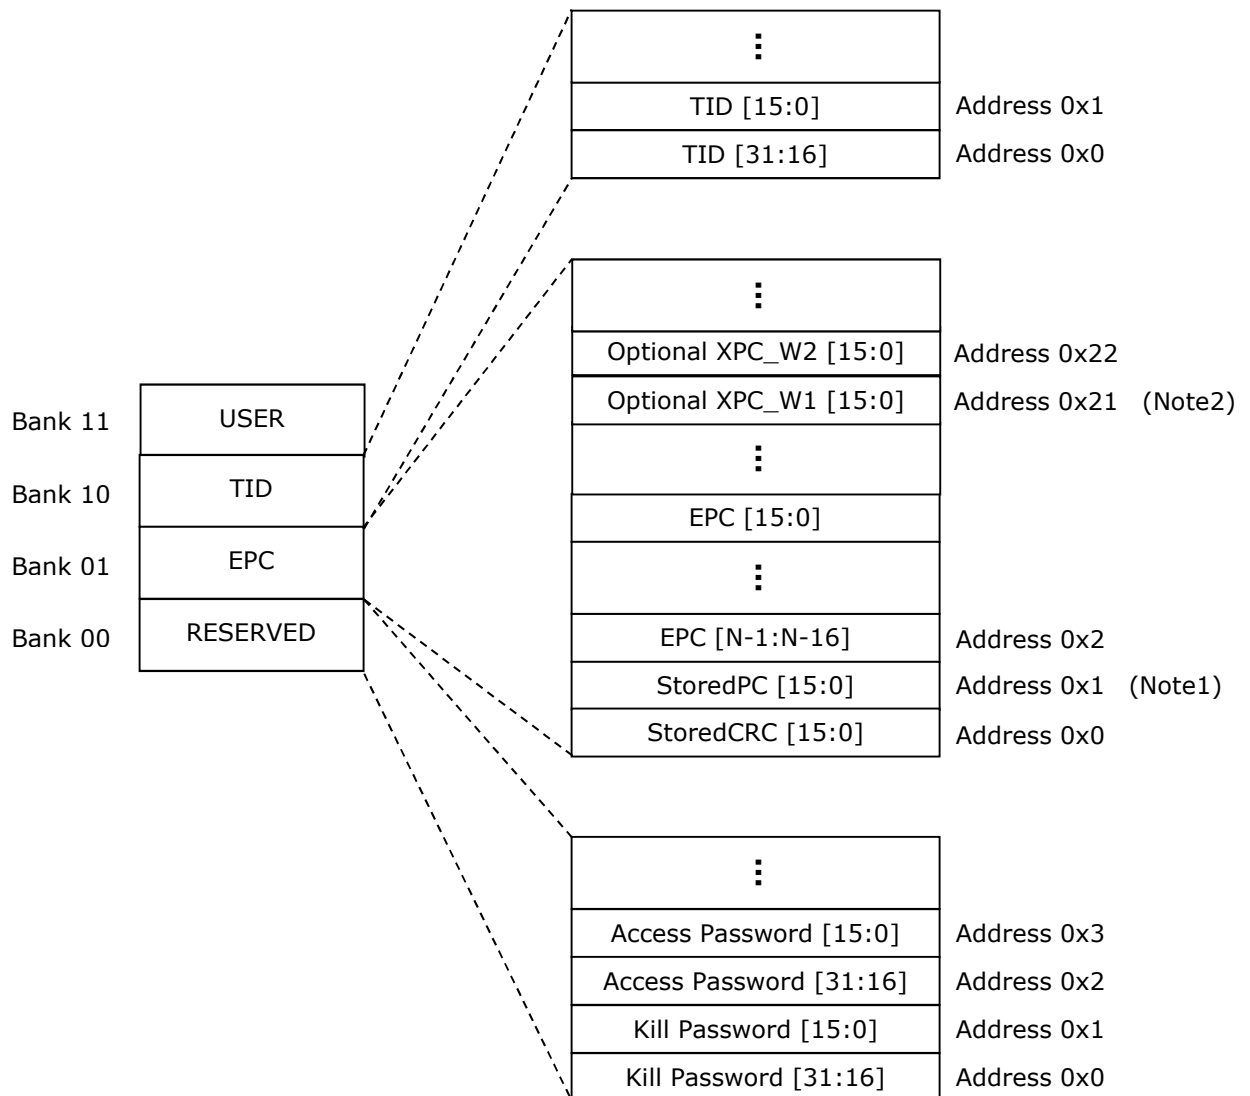 TID [15:0] Address 0x1
TID [31:16] Address 0x0
Optional XPC_W2 [15:0] Address 0x22
Optional XPC_W1 [15:0] Address 0x21 (Note2)
EPC [15:0]
EPC [N-1:N-16] Address 0x2
StoredPC [15:0] Address 0x1 (Note1)
StoredCRC [15:0] Address 0x0
Bank 11 USER
Bank 10 TID
Bank 01 EPC
Bank 00 RESERVED
Access Password [15:0] Address 0x3
Access Password [31:16] Address 0x2
Kill Password [15:0] Address 0x1
Kill Password [31:16] Address 0x0